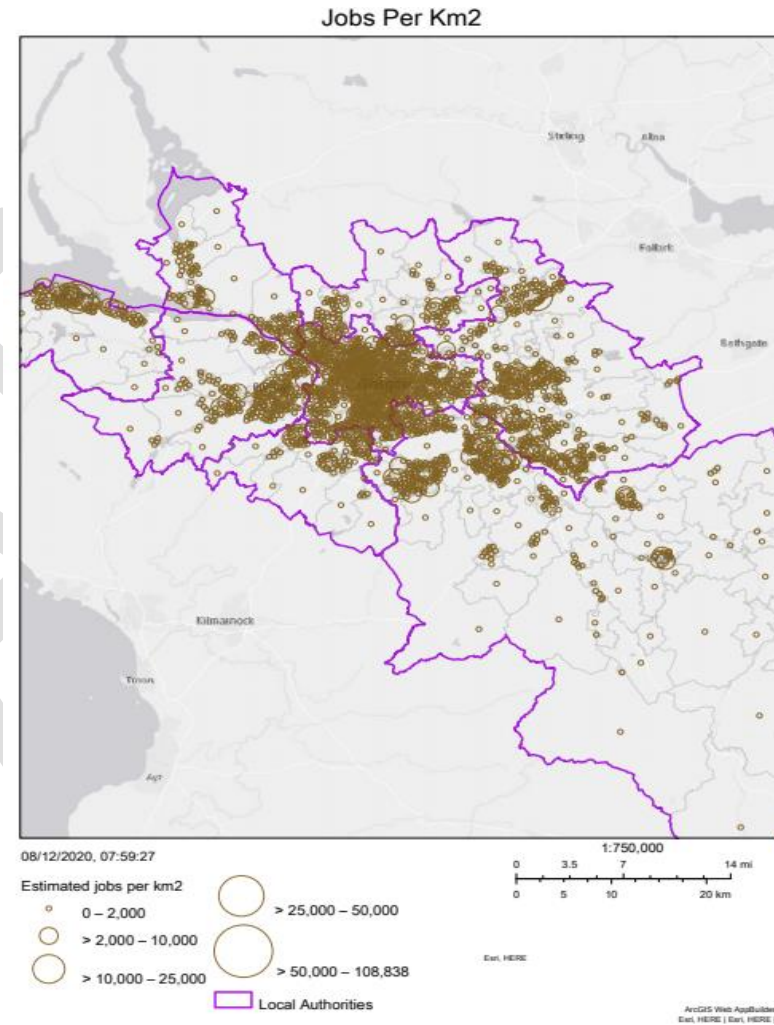 Jobs Per Km2
Stirling
Alloa
Falkirk
Bathgate
Kilmarnock
Troon
Ayr
08/12/2020, 07:59:27
1:750,000
0 3.5 7 14 mi
0 5 10 20 km
Estimated jobs per km2
0 – 2,000
> 2,000 – 10,000
> 10,000 – 25,000
> 25,000 – 50,000
> 50,000 – 108,838
Local Authorities
Esri, HERE
ArcGIS Web AppBuilder
Esri, HERE | Esri, HERE |